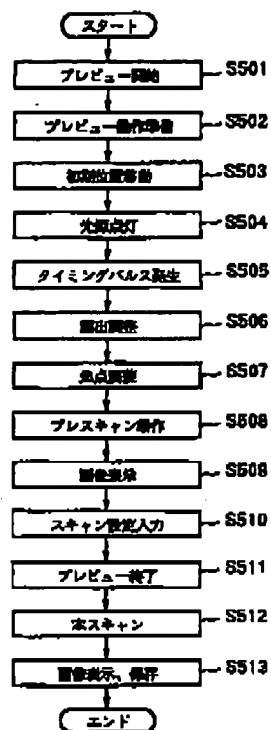 スタート
プレビュー開始 S501
プレビュー動作準備 S502
初期位置移動 S503
光源点灯 S504
タイミングパルス発生 S505
露出調整 S506
焦点調整 S507
プレスキャン動作 S508
画像表示 S509
スキャン設定入力 S510
プレビュー終了 S511
本スキャン S512
画像表示、保存 S513
エンド